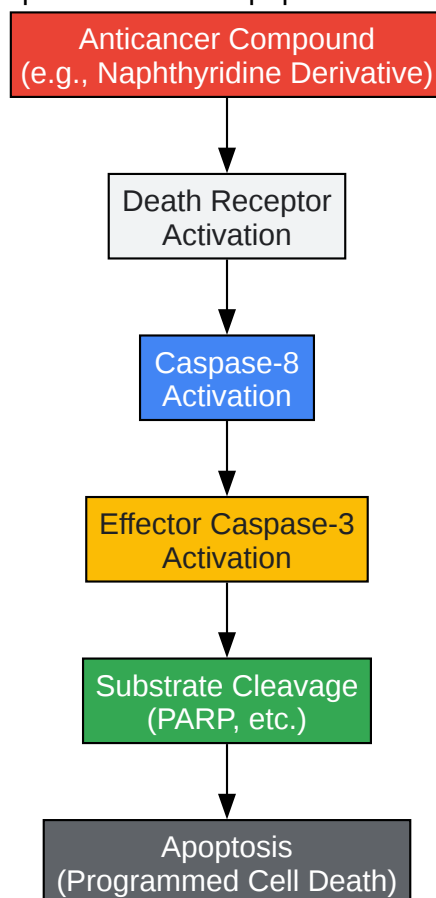 Anticancer Compound
(e.g., Naphthyridine Derivative)
Death Receptor
Activation
Caspase-8
Activation
Effector Caspase-3
Activation
Substrate Cleavage
(PARP, etc.)
Apoptosis
(Programmed Cell Death)